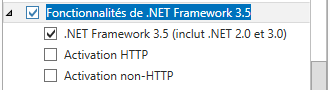 Fonctionnalités de .NET Framework 3.5
.NET Framework 3.5 (inclut .NET 2.0 et 3.0)
Activation HTTP
Activation non-HTTP